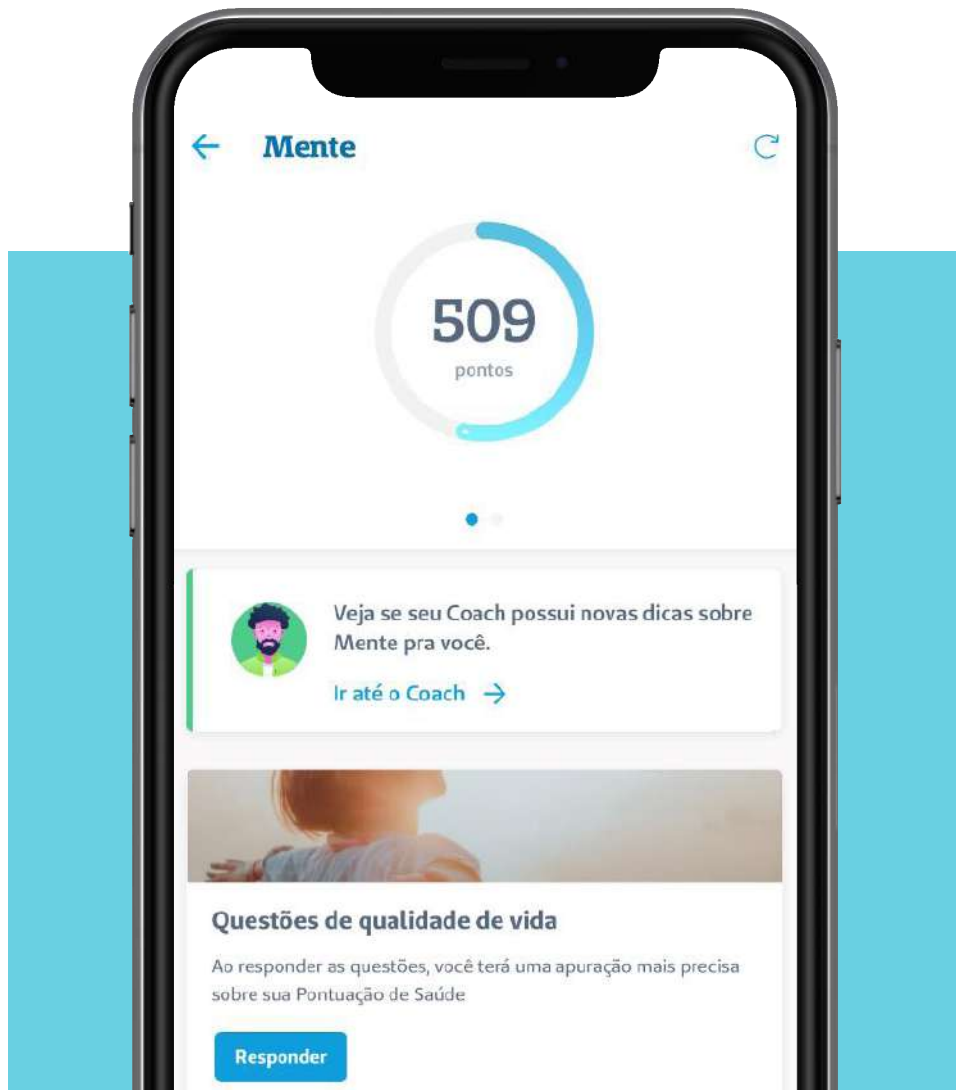 Mente
509
pontos
Veja se seu Coach possui novas dicas sobre
Mente pra você.
Ir até o Coach
Questões de qualidade de vida
Ao responder as questões, você terá uma apuração mais precisa
sobre sua Pontuação de Saúde
Responder